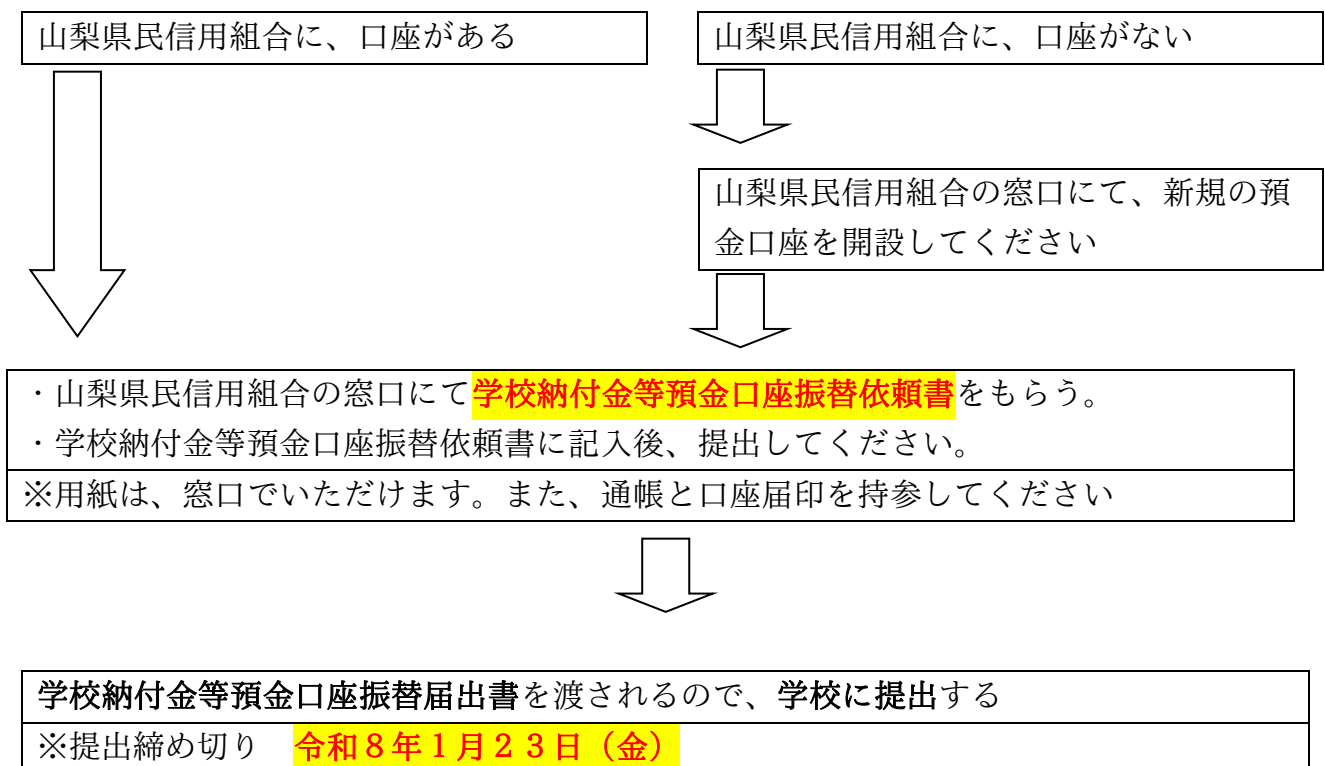 山梨県民信用組合に、口座がある
山梨県民信用組合に、口座がない
山梨県民信用組合の窓口にて、新規の預
金口座を開設してください
・山梨県民信用組合の窓口にて学校納付金等預金口座振替依頼書をもらう。
・学校納付金等預金口座振替依頼書に記入後、提出してください。
※用紙は、窓口でいただけます。また、通帳と口座届印を持参してください
学校納付金等預金口座振替届出書を渡されるので、学校に提出する
※提出締め切り　令和８年１月２３日（金）